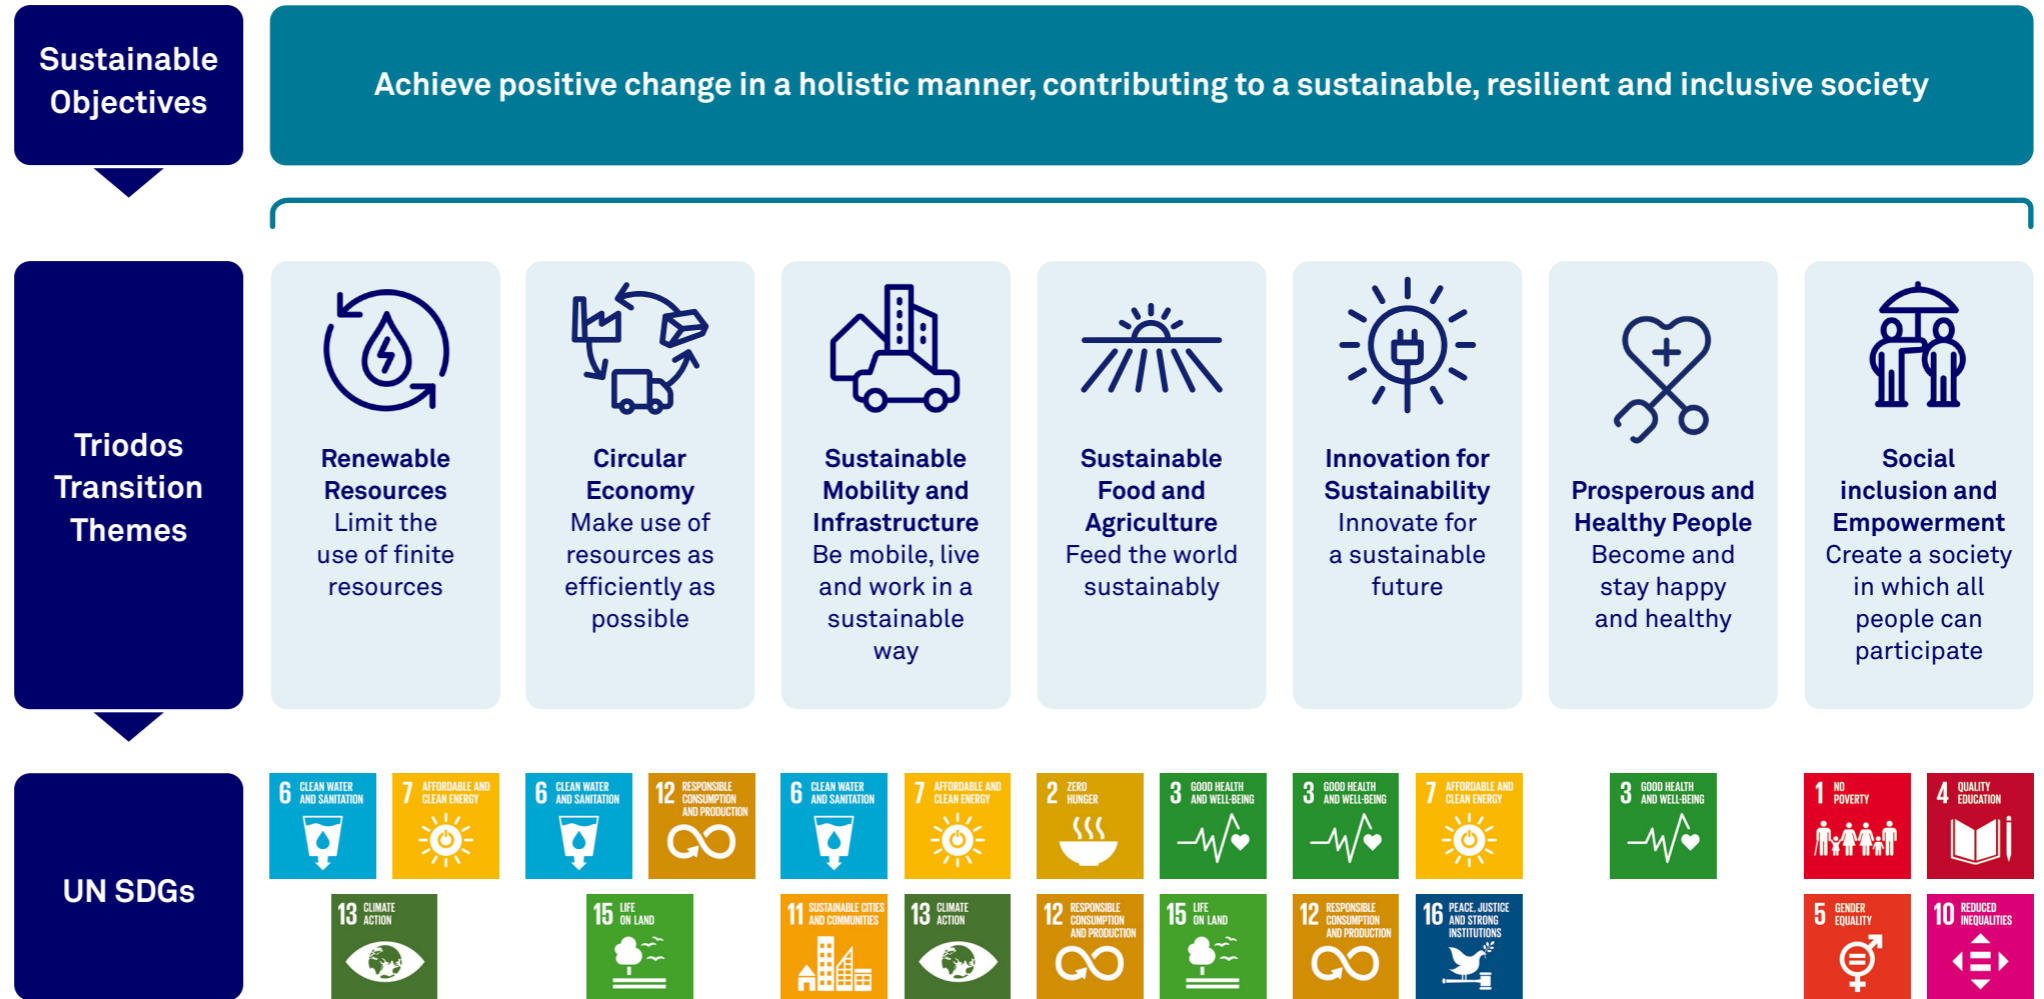 Sustainable
Objectives
Achieve positive change in a holistic manner, contributing to a sustainable, resilient and inclusive society
Triodos
Transition
Themes
Renewable
Resources
Limit the
use of finite
resources
Circular
Economy
Make use of
resources as
efficiently as
possible
Sustainable
Mobility and
Infrastructure
Be mobile, live
and work in a
sustainable
way
Sustainable
Food and
Agriculture
Feed the world
sustainably
Innovation for
Sustainability
Innovate for
a sustainable
future
Prosperous and
Healthy People
Become and
stay happy
and healthy
Social
inclusion and
Empowerment
Create a society
in which all
people can
participate
UN SDGs
6 CLEAN WATER
AND SANITATION
7 AFFORDABLE AND
CLEAN ENERGY
13 CLIMATE
ACTION
6 CLEAN WATER
AND SANITATION
12 RESPONSIBLE
CONSUMPTION
AND PRODUCTION
15 LIFE
ON LAND
6 CLEAN WATER
AND SANITATION
7 AFFORDABLE AND
CLEAN ENERGY
11 SUSTAINABLE CITIES
AND COMMUNITIES
13 CLIMATE
ACTION
2 ZERO
HUNGER
3 GOOD HEALTH
AND WELL-BEING
12 RESPONSIBLE
CONSUMPTION
AND PRODUCTION
15 LIFE
ON LAND
3 GOOD HEALTH
AND WELL-BEING
7 AFFORDABLE AND
CLEAN ENERGY
12 RESPONSIBLE
CONSUMPTION
AND PRODUCTION
16 PEACE, JUSTICE
AND STRONG
INSTITUTIONS
3 GOOD HEALTH
AND WELL-BEING
1 NO
POVERTY
4 QUALITY
EDUCATION
5 GENDER
EQUALITY
10 REDUCED
INEQUALITIES